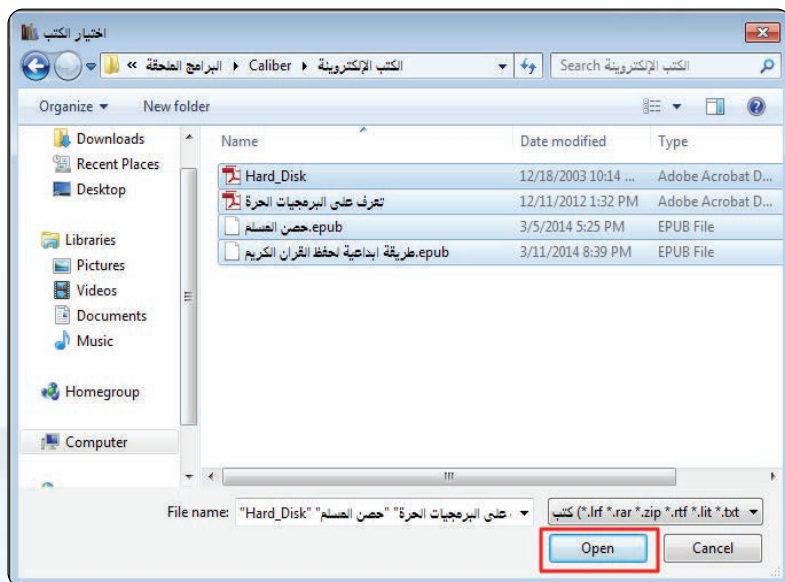 اختيار الكتب
« البرامج الملحقة ▸ Caliber ▸ الكتب الإلكتروينة
Search الكتب الإلكتروينة
Organize New folder
Name Date modified Type
Downloads
Recent Places
Desktop
Libraries
Pictures
Videos
Documents
Music
Homegroup
Computer
Hard_Disk 12/18/2003 10:14 ... Adobe Acrobat D...
تعرف على البرمجيات الحرة 12/11/2012 1:32 PM Adobe Acrobat D...
حصن المسلم.epub 3/5/2014 5:25 PM EPUB File
طريقة ابداعية لحفظ القران الكريم.epub 3/11/2014 8:39 PM EPUB File
File name: "Hard_Disk" "حصن المسلم" "على البرمجيات الحرة
كتب (*.lrf *.rar *.zip *.rtf *.lit *.txt
Open Cancel